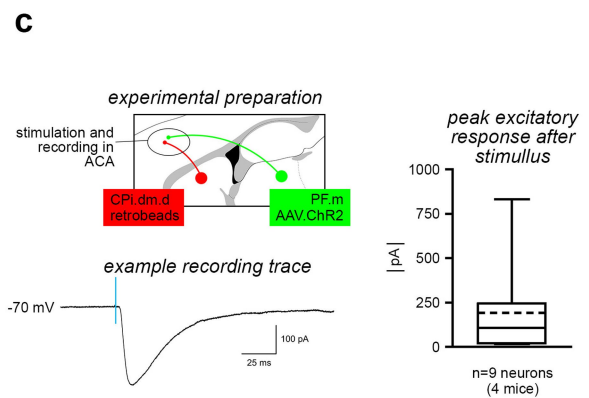 c
experimental preparation
stimulation and
recording in
ACA
CPi.dm.d
retrobeads
PF.m
AAV.ChR2
example recording trace
-70 mV
100 pA
25 ms
peak excitatory
response after
stimullus
1000
750
500
250
0
|pA|
n=9 neurons
(4 mice)